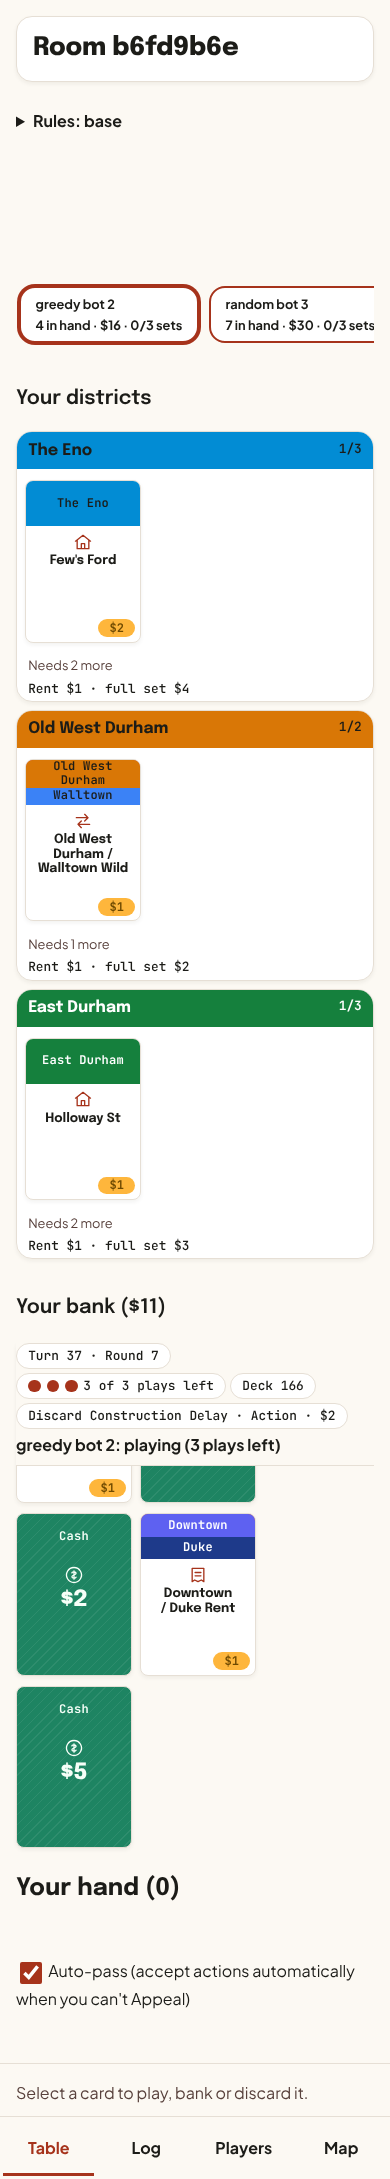 Room b6fd9b6e
Rules: base
greedy bot 2
4 in hand · $16 · 0/3 sets
random bot 3
7 in hand · $30 · 0/3 sets
Your districts
The Eno 1/3
The Eno
Few's Ford
$2
Needs 2 more
Rent $1 · full set $4
Old West Durham 1/2
Old West
Durham
Walltown
Old West
Durham /
Walltown Wild
$1
Needs 1 more
Rent $1 · full set $2
East Durham 1/3
East Durham
Holloway St
$1
Needs 2 more
Rent $1 · full set $3
Your bank ($11)
Turn 37 · Round 7
3 of 3 plays left
Deck 166
Discard Construction Delay · Action · $2
greedy bot 2: playing (3 plays left)
$1
Cash
$2
Downtown
Duke
Downtown
/ Duke Rent
$1
Cash
$5
Your hand (0)
Auto-pass (accept actions automatically
when you can't Appeal)
Select a card to play, bank or discard it.
Table Log Players Map